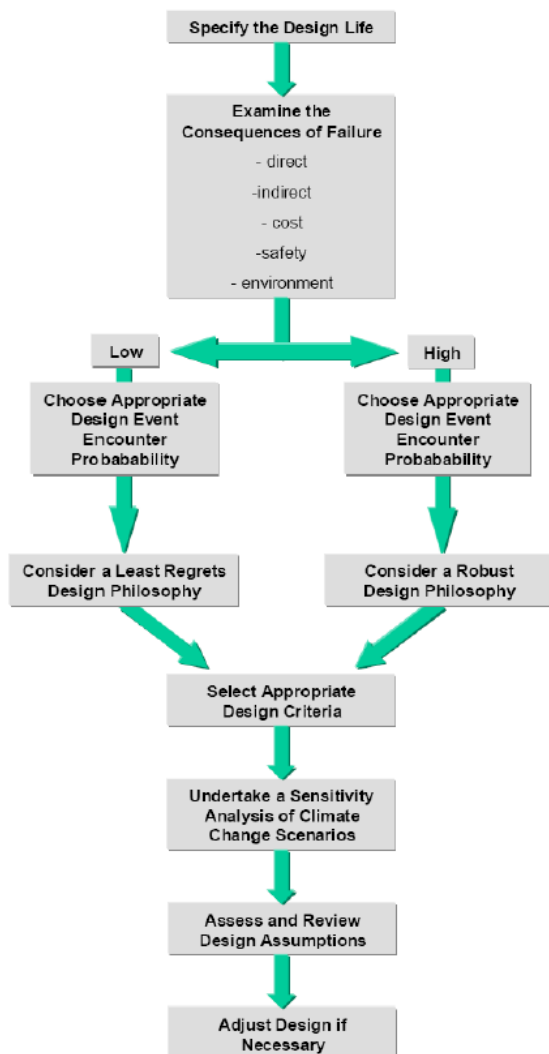 Specify the Design Life
Examine the
Consequences of Failure
- direct
-indirect
- cost
-safety
- environment
Low
High
Choose Appropriate
Design Event
Encounter
Probabability
Choose Appropriate
Design Event
Encounter
Probabability
Consider a Least Regrets
Design Philosophy
Consider a Robust
Design Philosophy
Select Appropriate
Design Criteria
Undertake a Sensitivity
Analysis of Climate
Change Scenarios
Assess and Review
Design Assumptions
Adjust Design if
Necessary